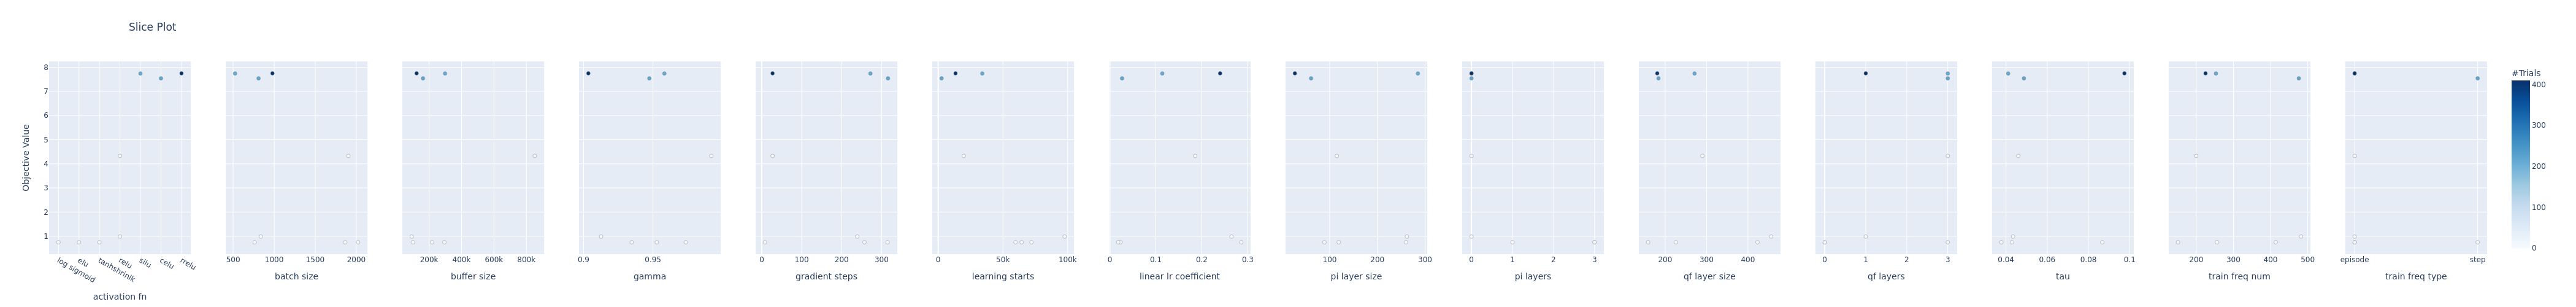 Slice Plot
Objective Value
8
7
6
5
4
3
2
1
log sigmoid elu tanhshrinik relu silu celu rrelu
activation fn
500 1000 1500 2000
batch size
200k 400k 600k 800k
buffer size
0.9 0.95
gamma
0 100 200 300
gradient steps
0 50k 100k
learning starts
0 0.1 0.2 0.3
linear lr coefficient
100 200 300
pi layer size
0 1 2 3
pi layers
200 300 400
qf layer size
0 1 2 3
qf layers
0.04 0.06 0.08 0.1
tau
200 300 400 500
train freq num
episode step
train freq type
#Trials
400
300
200
100
0